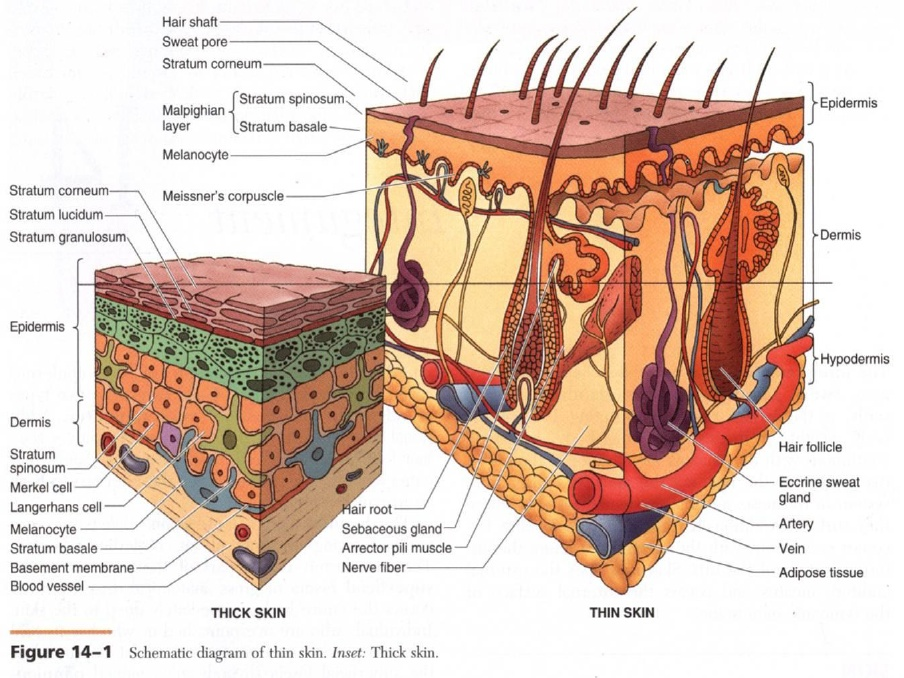 Hair shaft
Sweat pore
Stratum corneum
Malpighian
layer
Stratum spinosum
Stratum basale
Melanocyte
Meissner's corpuscle
Epidermis
Dermis
Hypodermis
Stratum corneum
Stratum lucidum
Stratum granulosum
Epidermis
Dermis
Stratum
spinosum
Merkel cell
Langerhans cell
Melanocyte
Stratum basale
Basement membrane
Blood vessel
Hair root
Sebaceous gland
Arrector pili muscle
Nerve fiber
Hair follicle
Eccrine sweat
gland
Artery
Vein
Adipose tissue
THICK SKIN
THIN SKIN
Figure 14–1 Schematic diagram of thin skin. Inset: Thick skin.